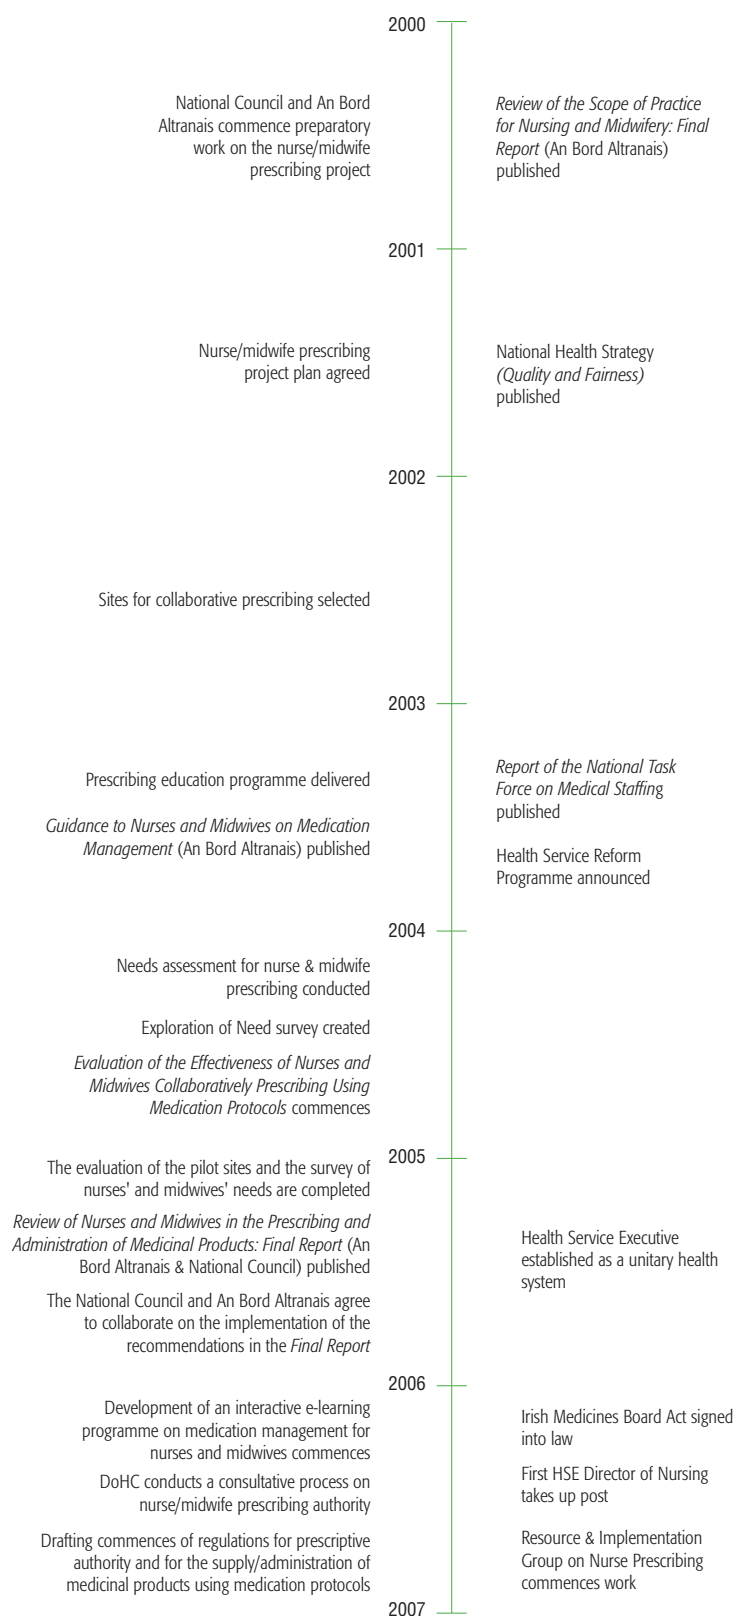 2000
National Council and An Bord
Altranais commence preparatory
work on the nurse/midwife
prescribing project
Review of the Scope of Practice
for Nursing and Midwifery: Final
Report (An Bord Altranais)
published
2001
Nurse/midwife prescribing
project plan agreed
National Health Strategy
(Quality and Fairness)
published
2002
Sites for collaborative prescribing selected
2003
Prescribing education programme delivered
Guidance to Nurses and Midwives on Medication
Management (An Bord Altranais) published
Report of the National Task
Force on Medical Staffing
published
Health Service Reform
Programme announced
2004
Needs assessment for nurse & midwife
prescribing conducted
Exploration of Need survey created
Evaluation of the Effectiveness of Nurses and
Midwives Collaboratively Prescribing Using
Medication Protocols commences
2005
The evaluation of the pilot sites and the survey of
nurses' and midwives' needs are completed
Review of Nurses and Midwives in the Prescribing and
Administration of Medicinal Products: Final Report (An
Bord Altranais & National Council) published
The National Council and An Bord Altranais agree
to collaborate on the implementation of the
recommendations in the Final Report
Health Service Executive
established as a unitary health
system
2006
Development of an interactive e-learning
programme on medication management for
nurses and midwives commences
DoHC conducts a consultative process on
nurse/midwife prescribing authority
Drafting commences of regulations for prescriptive
authority and for the supply/administration of
medicinal products using medication protocols
Irish Medicines Board Act signed
into law
First HSE Director of Nursing
takes up post
Resource & Implementation
Group on Nurse Prescribing
commences work
2007